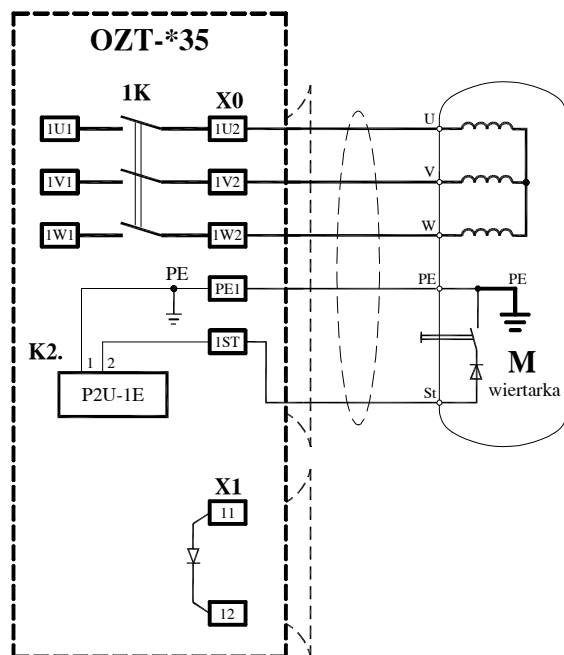 OZT-*35
1K
X0
1U1
1U2
U
1V1
1V2
V
1W1
1W2
W
PE
PE1
PE
PE
K2.
1
2
1ST
P2U-1E
M
wiertarka
St
X1
11
12